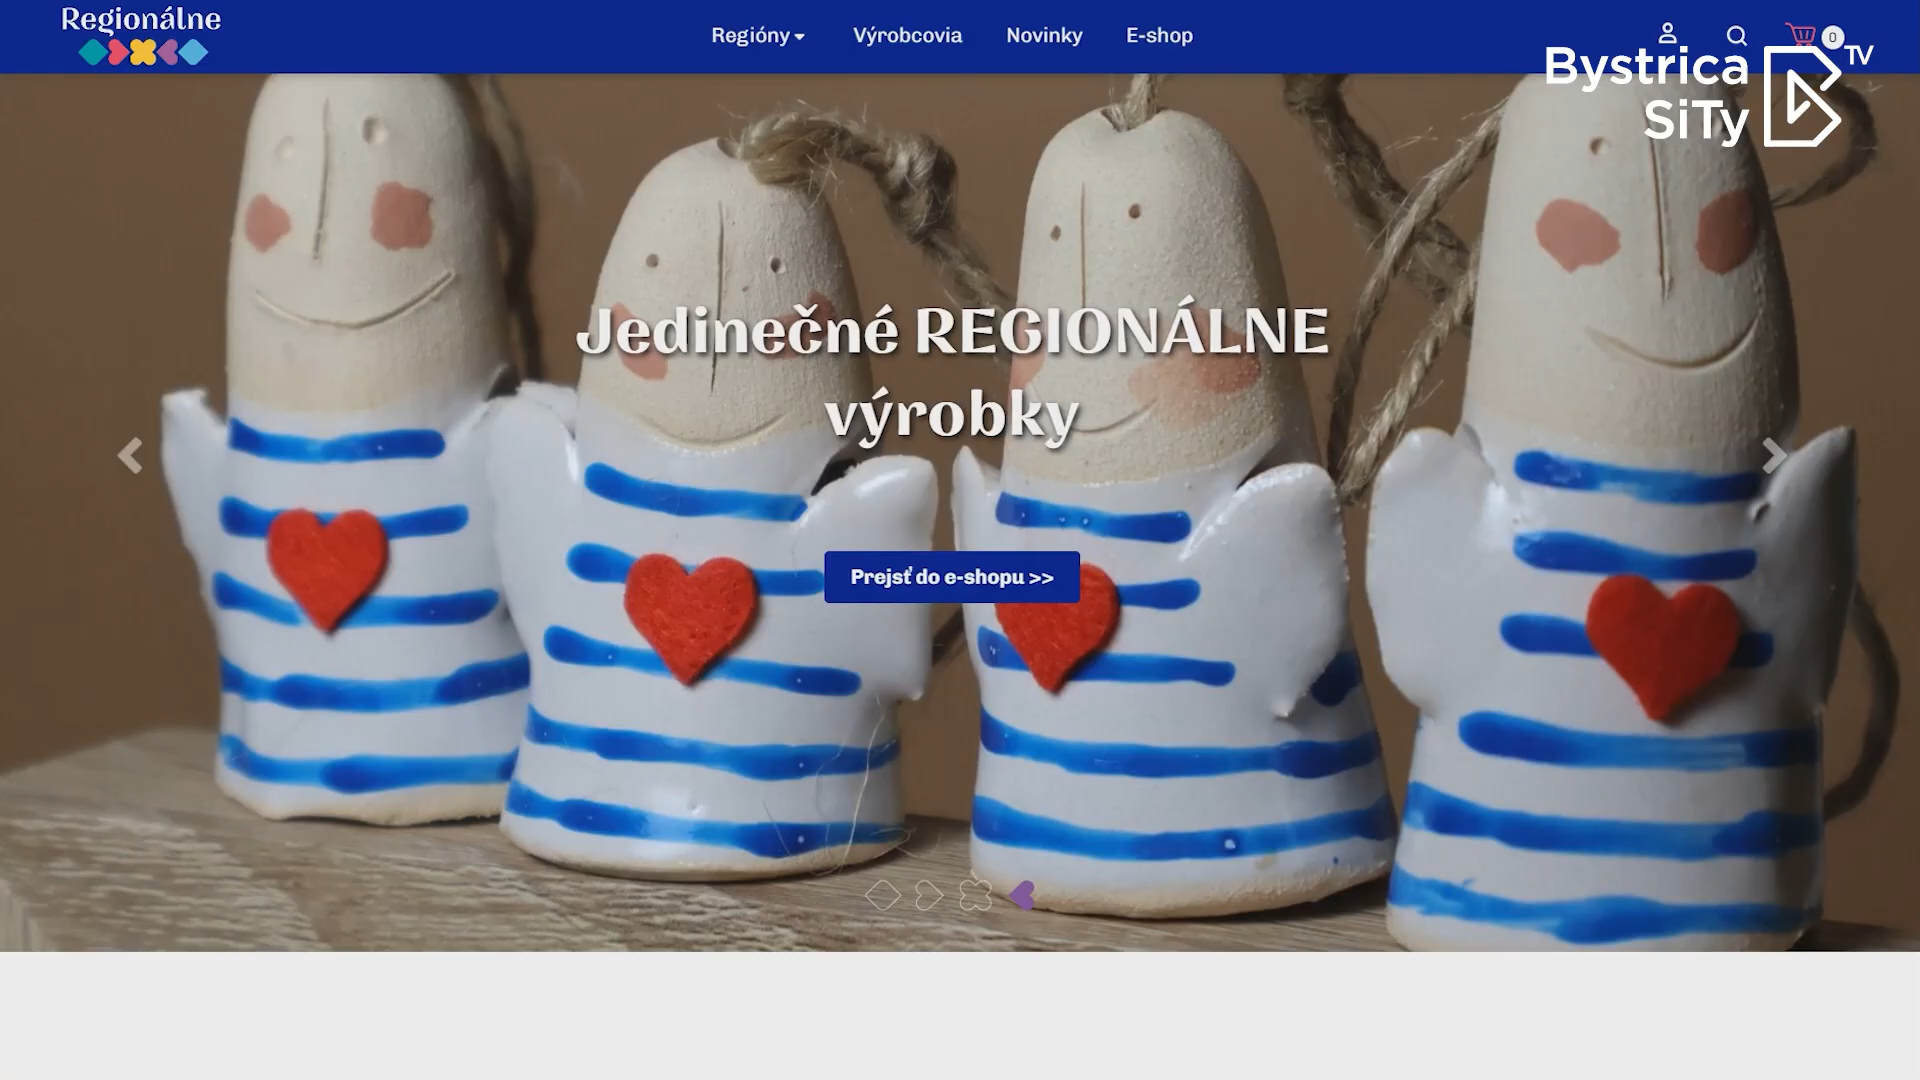 Regionálne
Regióny
Výrobcovia
Novinky
E-shop
0
Bystrica
SiTy
TV
Jedinečné REGIONÁLNE
výrobky
Prejsť do e-shopu >>